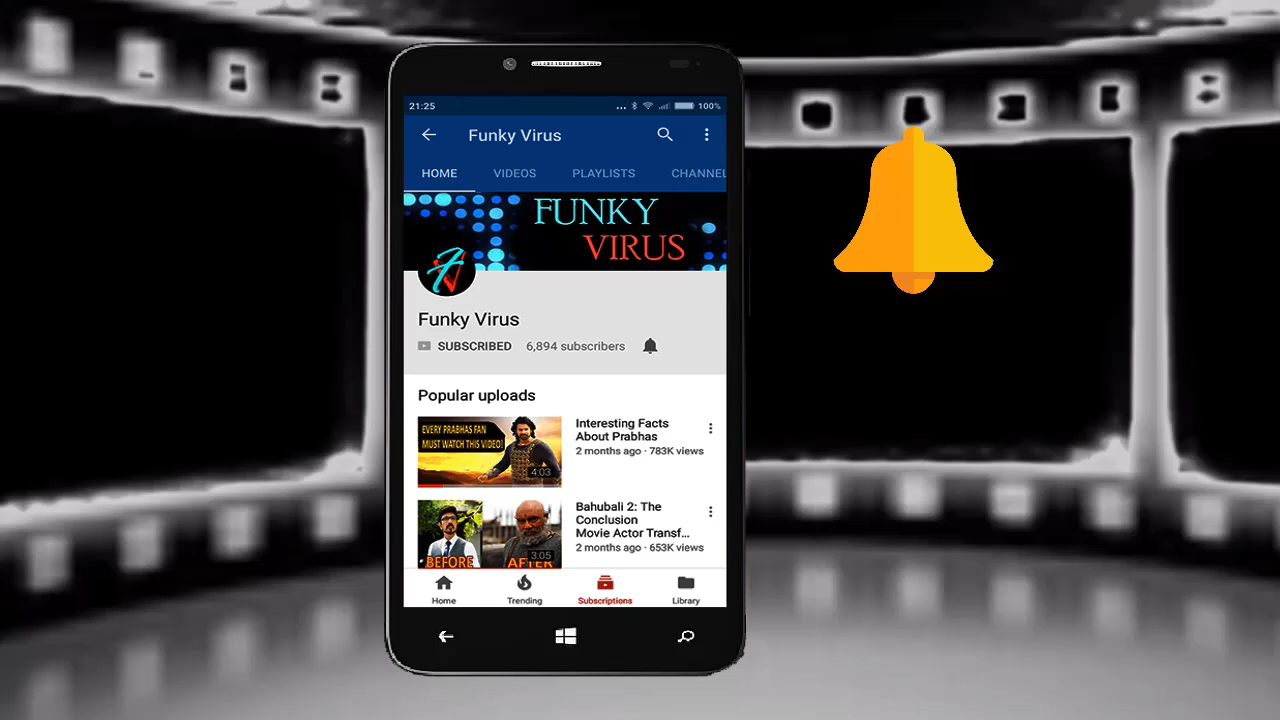 21:25
100%
Funky Virus
HOME VIDEOS PLAYLISTS CHANNEL
FUNKY
VIRUS
FV
Funky Virus
SUBSCRIBED 6,894 subscribers
Popular uploads
EVERY PRABHAS FAN
MUST WATCH THIS VIDEO!
4:03
Interesting Facts
About Prabhas
2 months ago · 783K views
BEFORE AFTER
3:05
Bahubali 2: The
Conclusion
Movie Actor Transf...
2 months ago · 653K views
Home Trending Subscriptions Library